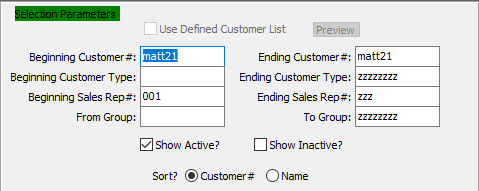 Selection Parameters
Use Defined Customer List Preview
Beginning Customer#: matt21 Ending Customer#: matt21
Beginning Customer Type: Ending Customer Type: zzzzzzzz
Beginning Sales Rep#: 001 Ending Sales Rep#: zzz
From Group: To Group: zzzzzzzz
Show Active? Show Inactive?
Sort? Customer# Name